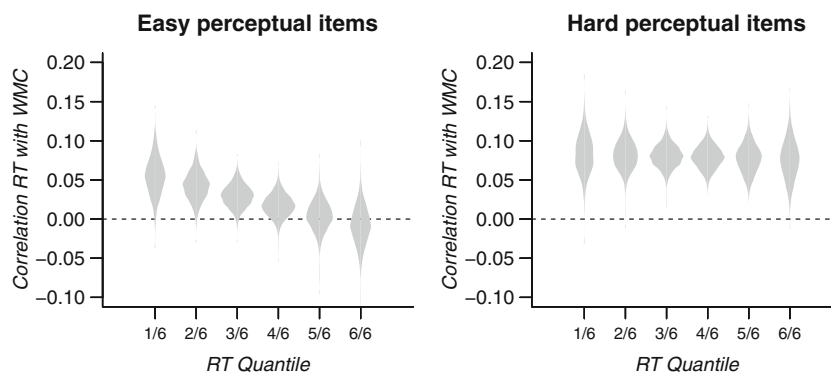 Easy perceptual items
Correlation RT with WMC
0.20
0.15
0.10
0.05
0.00
−0.05
−0.10
1/6 2/6 3/6 4/6 5/6 6/6
RT Quantile
Hard perceptual items
Correlation RT with WMC
0.20
0.15
0.10
0.05
0.00
−0.05
−0.10
1/6 2/6 3/6 4/6 5/6 6/6
RT Quantile